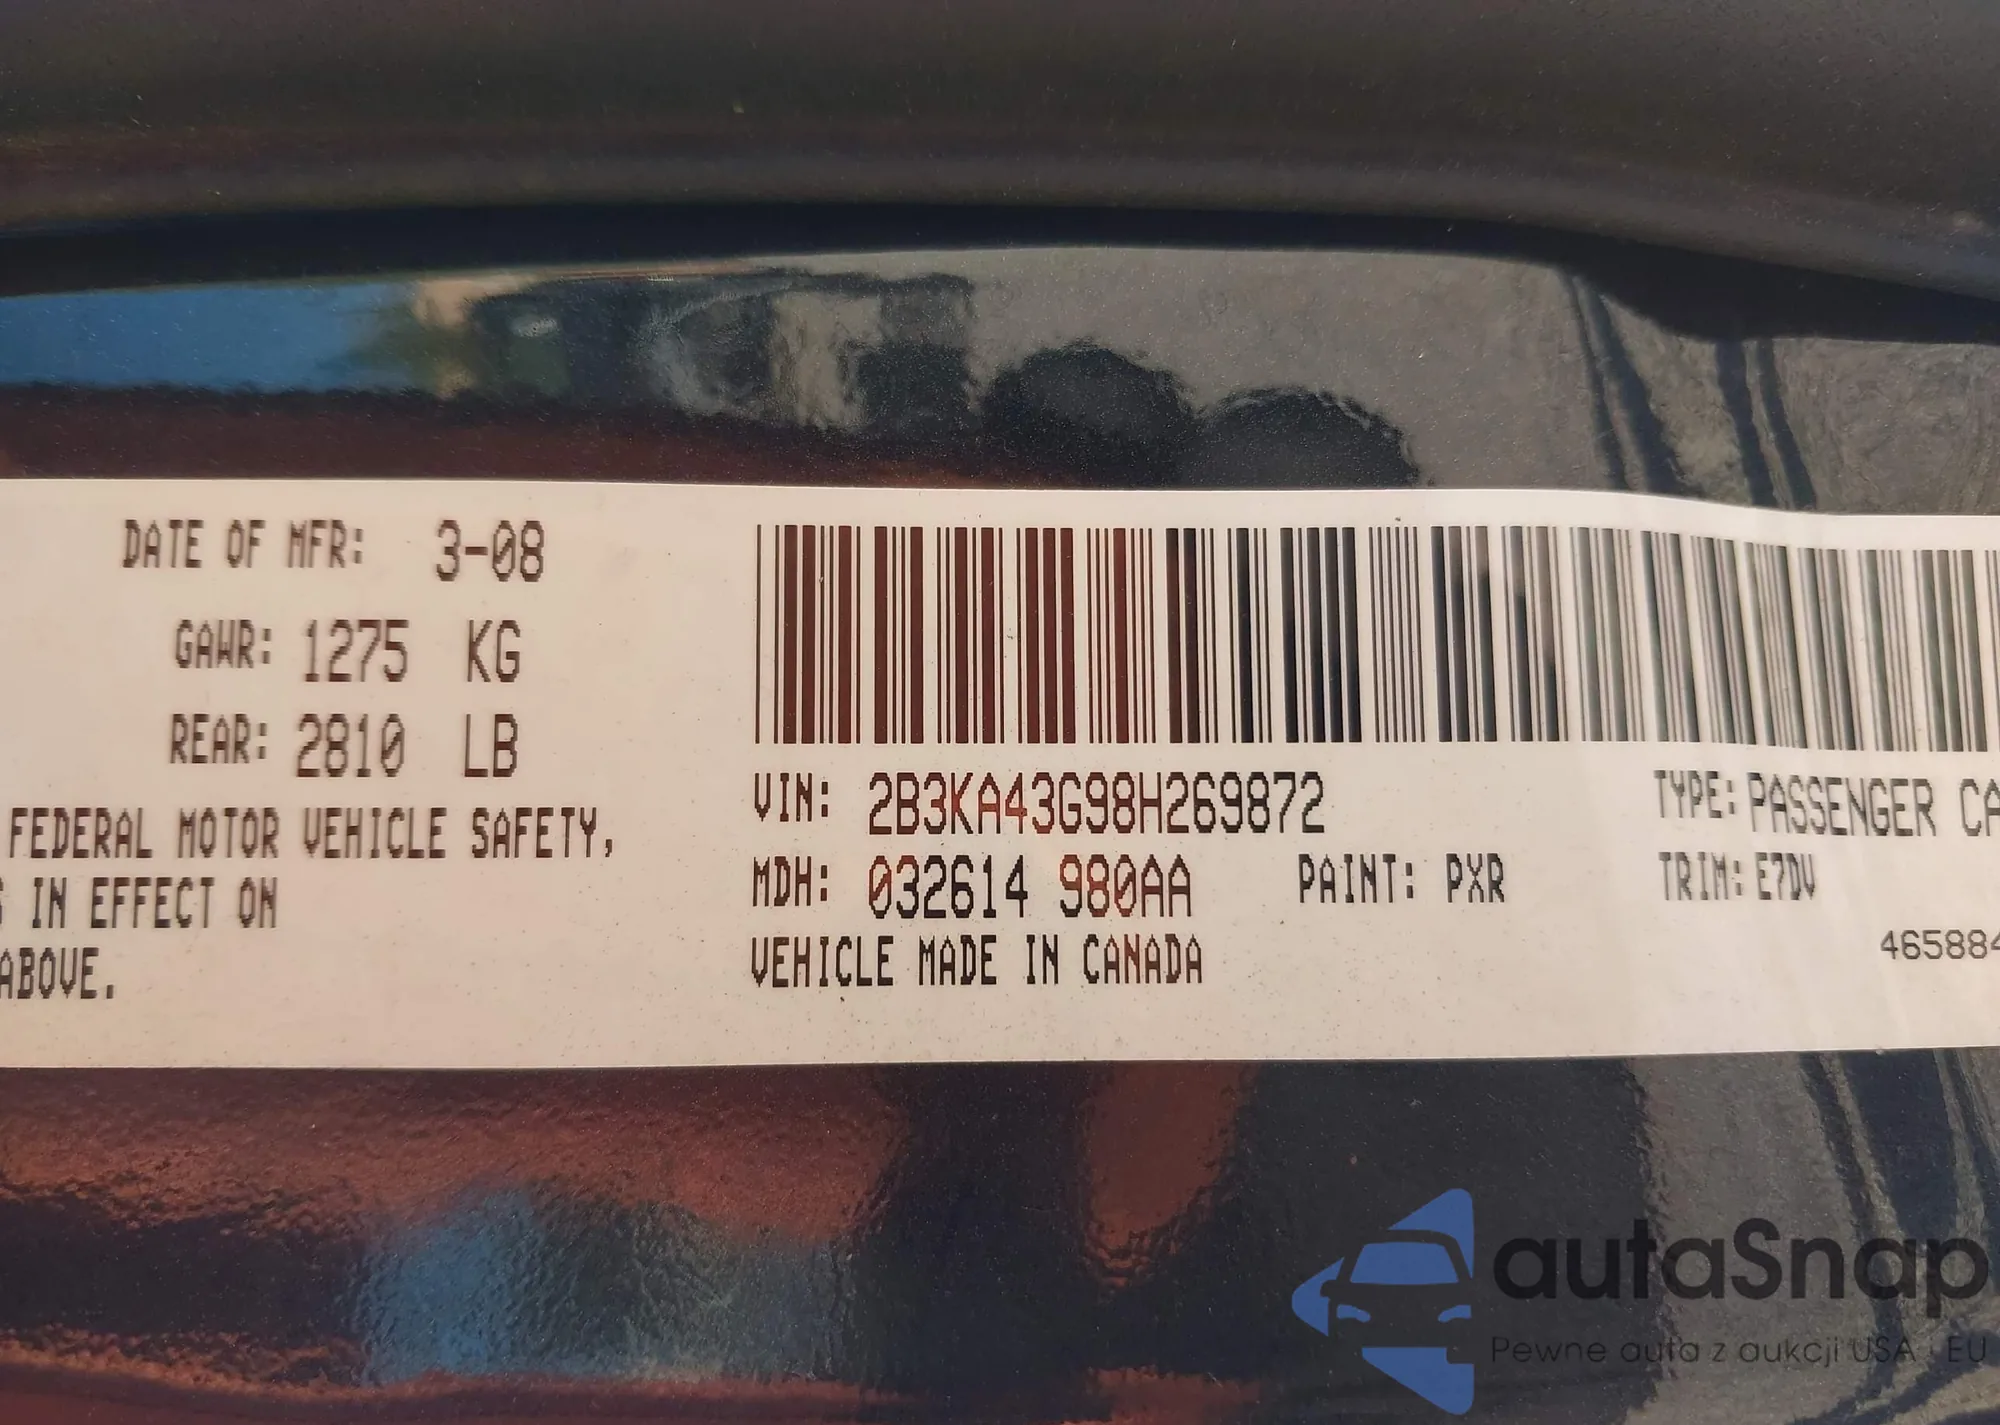 DATE OF MFR: 3-08
GAWR: 1275 KG
REAR: 2810 LB
FEDERAL MOTOR VEHICLE SAFETY,
IN EFFECT ON
ABOVE.
VIN: 2B3KA43G98H269872
TYPE: PASSENGER CA
MDH: 032614 980AA
PAINT: PXR
TRIM: E7DV
VEHICLE MADE IN CANADA
465884
autaSnap
Pewne auta z aukcji USA i EU